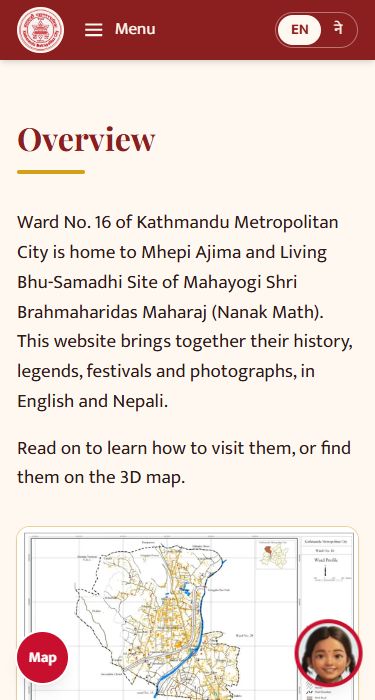 Menu
EN
ने
Overview
Ward No. 16 of Kathmandu Metropolitan
City is home to Mhepi Ajima and Living
Bhu-Samadhi Site of Mahayogi Shri
Brahmaharidas Maharaj (Nanak Math).
This website brings together their history,
legends, festivals and photographs, in
English and Nepali.
Read on to learn how to visit them, or find
them on the 3D map.
Kathmandu Metropolitan City
Ward No. 16
Ward Profile
Map